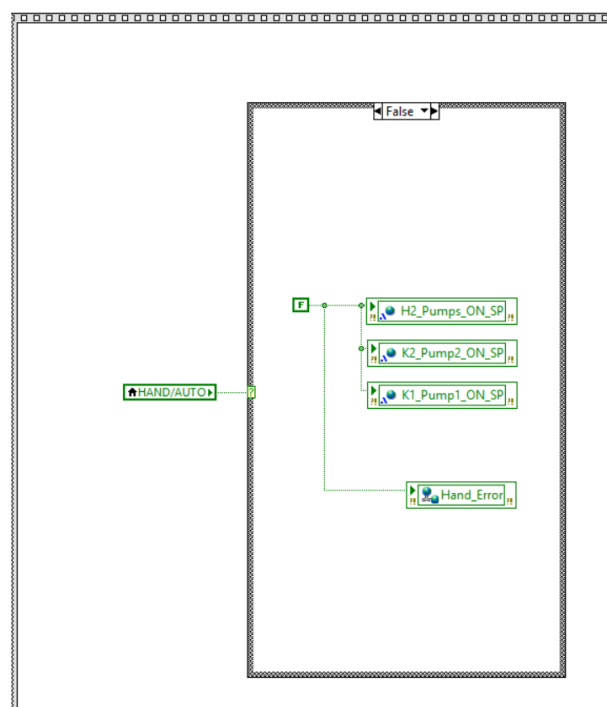 False
F
H2_Pumps_ON_SP
K2_Pump2_ON_SP
HAND/AUTO
?
K1_Pump1_ON_SP
Hand_Error